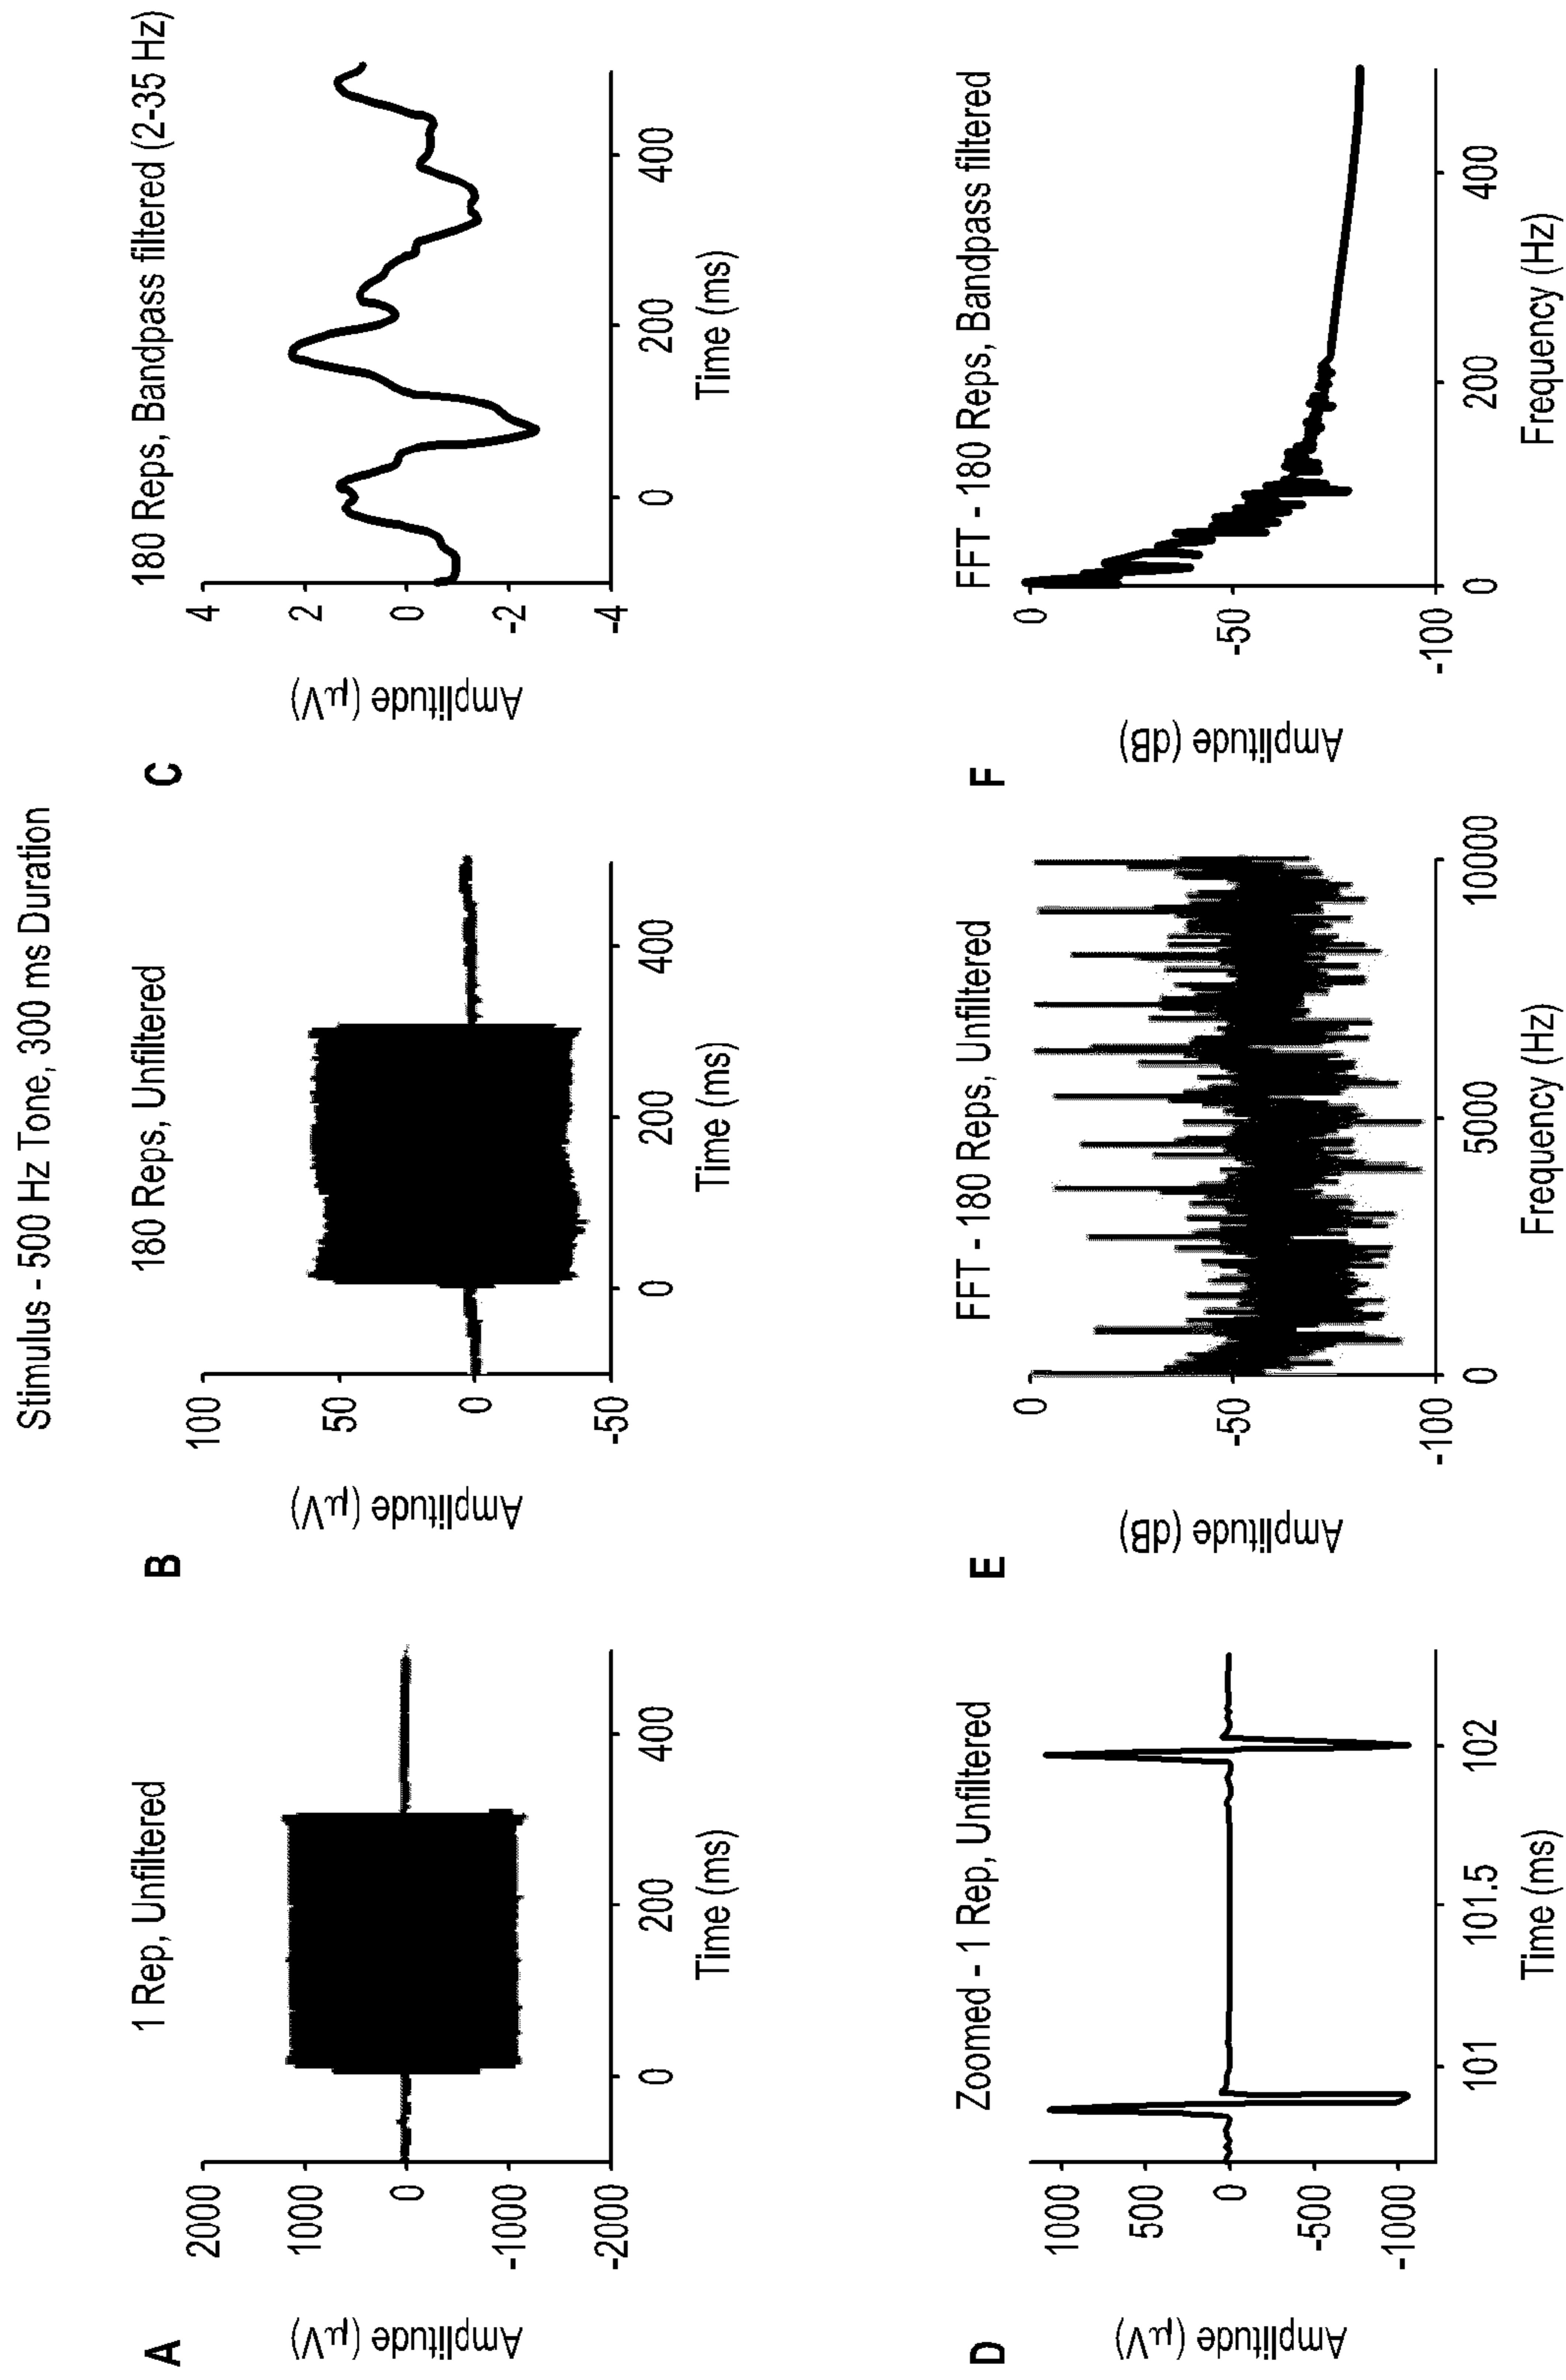 Stimulus - 500 Hz Tone, 300 ms Duration
A
1 Rep, Unfiltered
Amplitude (μV)
2000
1000
0
-1000
-2000
0 200 400
Time (ms)
B
180 Reps, Unfiltered
Amplitude (μV)
100
50
0
-50
0 200 400
Time (ms)
C
180 Reps, Bandpass filtered (2-35 Hz)
Amplitude (μV)
4
2
0
-2
-4
0 200 400
Time (ms)
D
Zoomed - 1 Rep, Unfiltered
Amplitude (μV)
1000
500
0
-500
-1000
101 101.5 102
Time (ms)
E
FFT - 180 Reps, Unfiltered
Amplitude (dB)
0
-50
-100
0 5000 10000
Frequency (Hz)
F
FFT - 180 Reps, Bandpass filtered
Amplitude (dB)
0
-50
-100
0 200 400
Frequency (Hz)